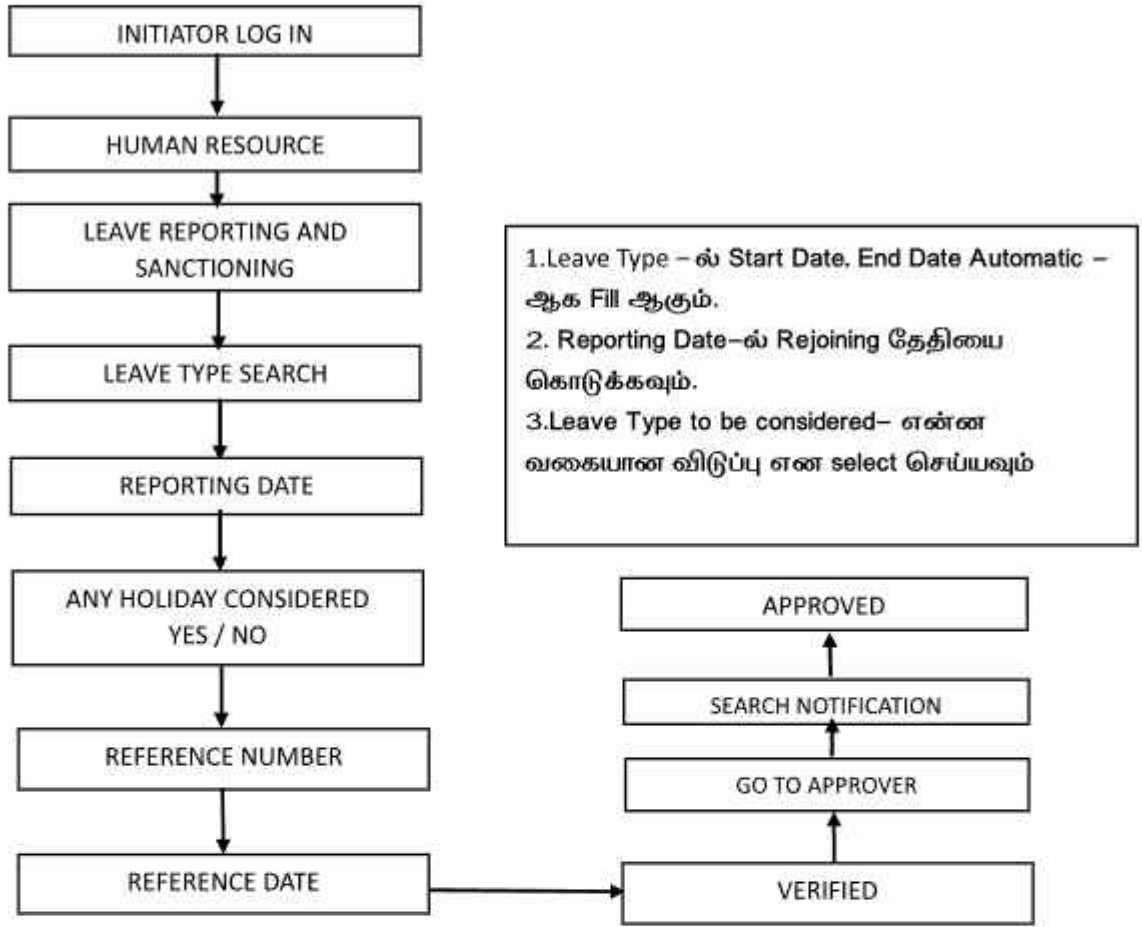 INITIATOR LOG IN
HUMAN RESOURCE
LEAVE REPORTING AND
SANCTIONING
LEAVE TYPE SEARCH
REPORTING DATE
ANY HOLIDAY CONSIDERED
YES / NO
REFERENCE NUMBER
REFERENCE DATE
1.Leave Type – ல் Start Date. End Date Automatic –
ஆக Fill ஆகும்.
2. Reporting Date–ல் Rejoining தேதியை
கொடுக்கவும்.
3.Leave Type to be considered– என்ன
வகையான விடுப்பு என select செய்யவும்
APPROVED
SEARCH NOTIFICATION
GO TO APPROVER
VERIFIED